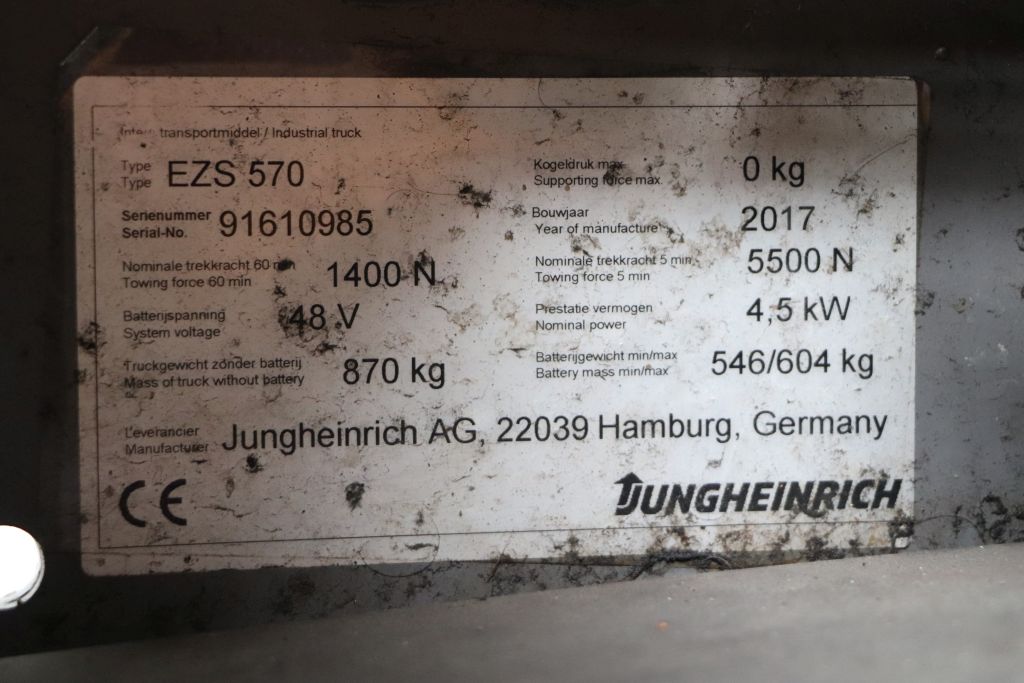 transportmiddel / Industrial truck
Type
Type
EZS 570
Kogeldruk max
Supporting force max.
0 kg
Serienummer
Serial-No.
91610985
Bouwjaar
Year of manufacture
2017
Nominale trekkracht 60 min
Towing force 60 min
1400 N
Nominale trekkracht 5 min
Towing force 5 min
5500 N
Batterijspanning
System voltage
48 V
Prestatie vermogen
Nominal power
4,5 kW
Truckgewicht zonder batterij
Mass of truck without battery
870 kg
Batterijgewicht min/max
Battery mass min/max
546/604 kg
Leverancier
Manufacturer
Jungheinrich AG, 22039 Hamburg, Germany
CE
JUNGHEINRICH